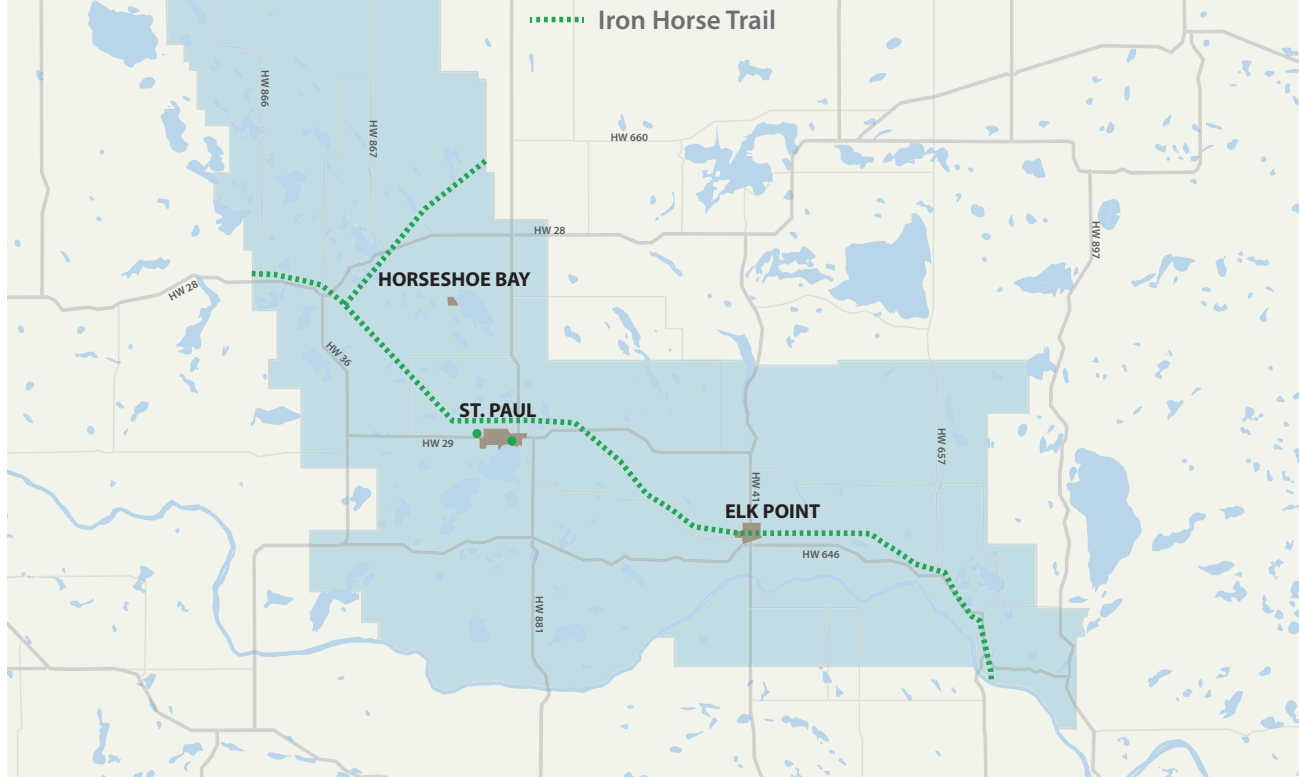 Iron Horse Trail
HW 866
HW 867
HW 660
HW 28
HW 897
HORSESHOE BAY
HW 28
HW 36
ST. PAUL
HW 29
HW 657
HW 41
ELK POINT
HW 646
HW 881